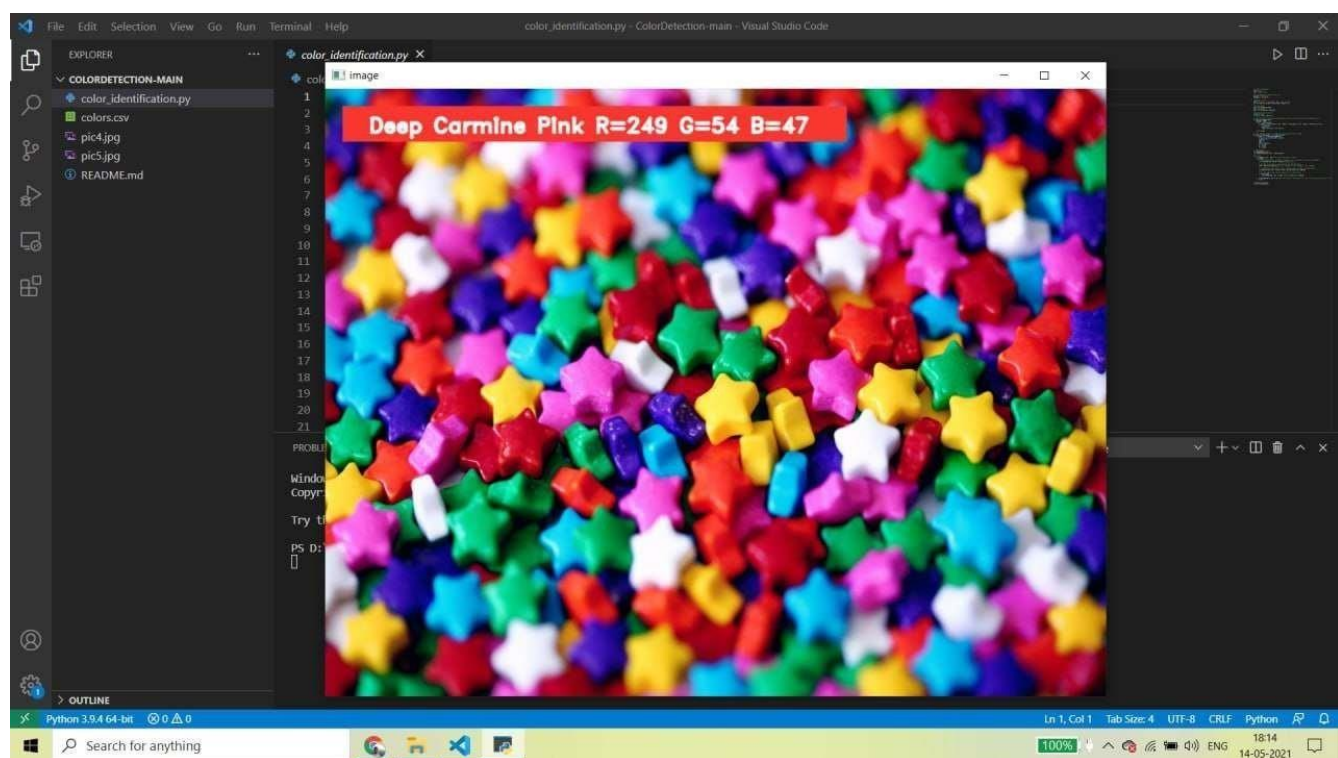 File Edit Selection View Go Run Terminal Help
color_identification.py - ColorDetection-main - Visual Studio Code
EXPLORER
color_identification.py
COLORDETECTION-MAIN
color_identification.py
colors.csv
pic4.jpg
pic5.jpg
README.md
image
Deep Carmine Pink R=249 G=54 B=47
1
2
3
4
5
6
7
8
9
10
11
12
13
14
15
16
17
18
19
20
21
Try
PS D:
OUTLINE
Python 3.9.4 64-bit 0 0
Ln 1, Col 1 Tab Size: 4 UTF-8 CRLF Python
Search for anything
100%
ENG
18:14
14-05-2021